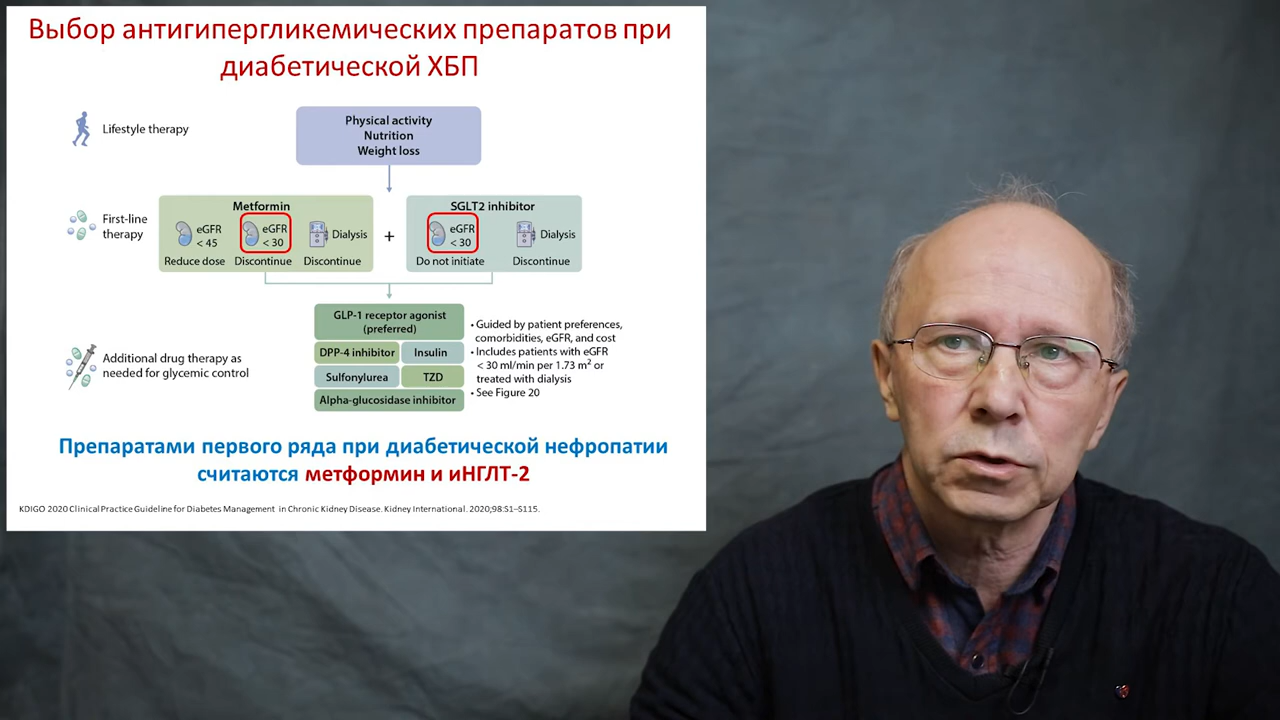 Выбор антигипергликемических препаратов при
диабетической ХБП
Lifestyle therapy
Physical activity
Nutrition
Weight loss
First-line
therapy
Metformin
eGFR
< 45
Reduce dose
eGFR
< 30
Discontinue
Dialysis
Discontinue
+
SGLT2 inhibitor
eGFR
< 30
Do not initiate
Dialysis
Discontinue
Additional drug therapy as
needed for glycemic control
GLP-1 receptor agonist
(preferred)
DPP-4 inhibitor
Insulin
Sulfonylurea
TZD
Alpha-glucosidase inhibitor
• Guided by patient preferences,
comorbidities, eGFR, and cost
• Includes patients with eGFR
< 30 ml/min per 1.73 m² or
treated with dialysis
• See Figure 20
Препаратами первого ряда при диабетической нефропатии
считаются метформин и иНГЛТ-2
KDIGO 2020 Clinical Practice Guideline for Diabetes Management in Chronic Kidney Disease. Kidney International. 2020;98:S1–S115.